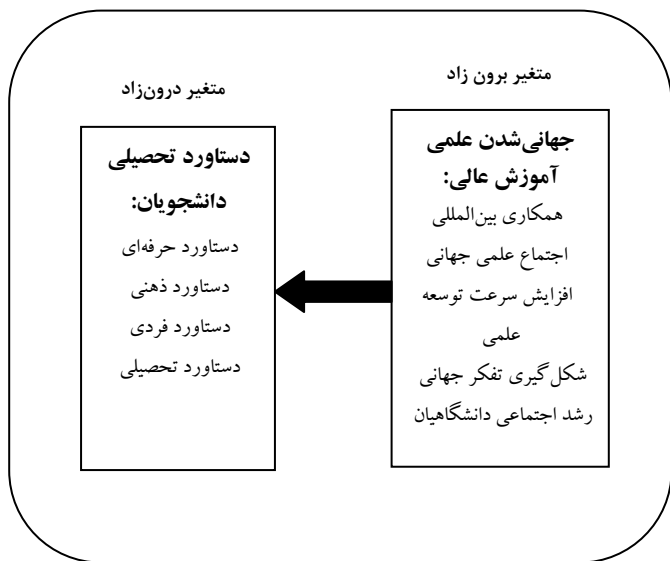 متغیر برون زاد
جهانی‌شدن علمی
آموزش عالی:
همکاری بین‌المللی
اجتماع علمی جهانی
افزایش سرعت توسعه
علمی
شکل‌گیری تفکر جهانی
رشد اجتماعی دانشگاهیان
متغیر درون‌زاد
دستاورد تحصیلی
دانشجویان:
دستاورد حرفه‌ای
دستاورد ذهنی
دستاورد فردی
دستاورد تحصیلی